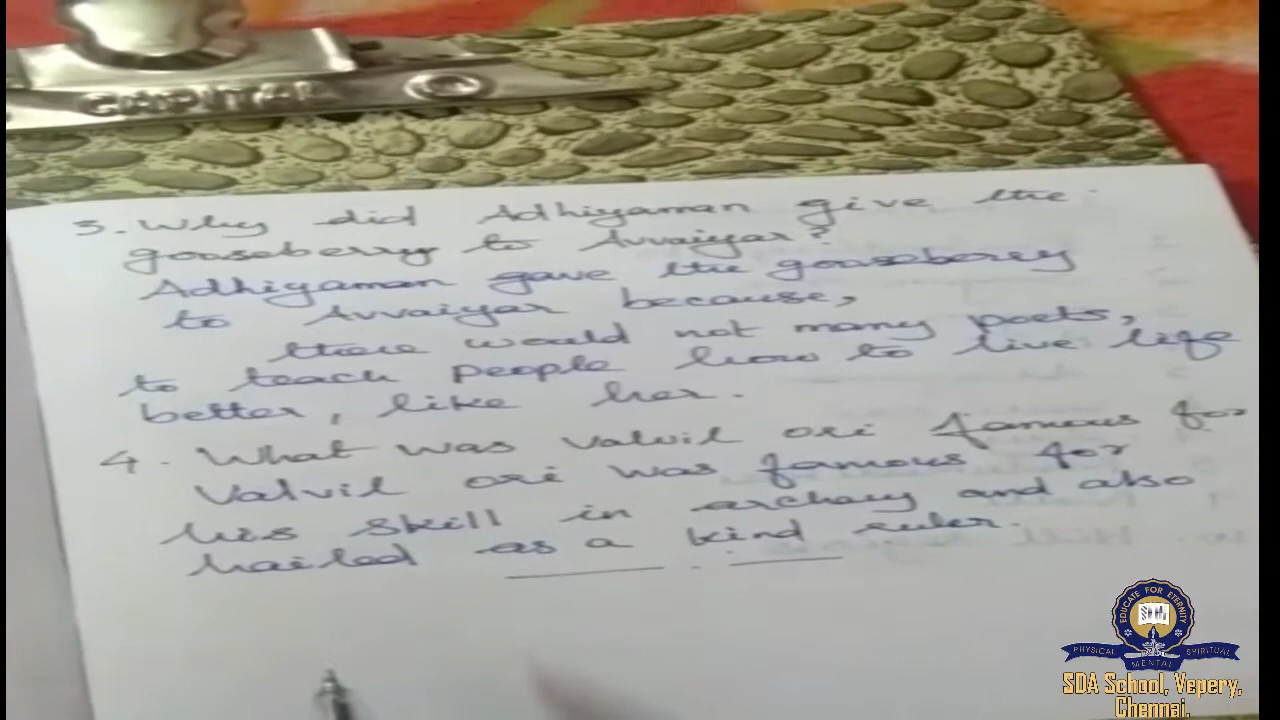 CAPITAL
3. Why did Adhiyaman give the
gooseberry to Avvaiyar?
Adhiyaman gave the gooseberry
to Avvaiyar because,
there would not many poets,
to teach people how to live life
better, like her.
4. What was Valvil ori famous for
Valvil ori was famous for
his skill in archary and also
hailed as a kind ruler.
EDUCATE FOR ETERNITY
PHYSICAL MENTAL SPIRITUAL
SDA School, Vepery,
Chennai.